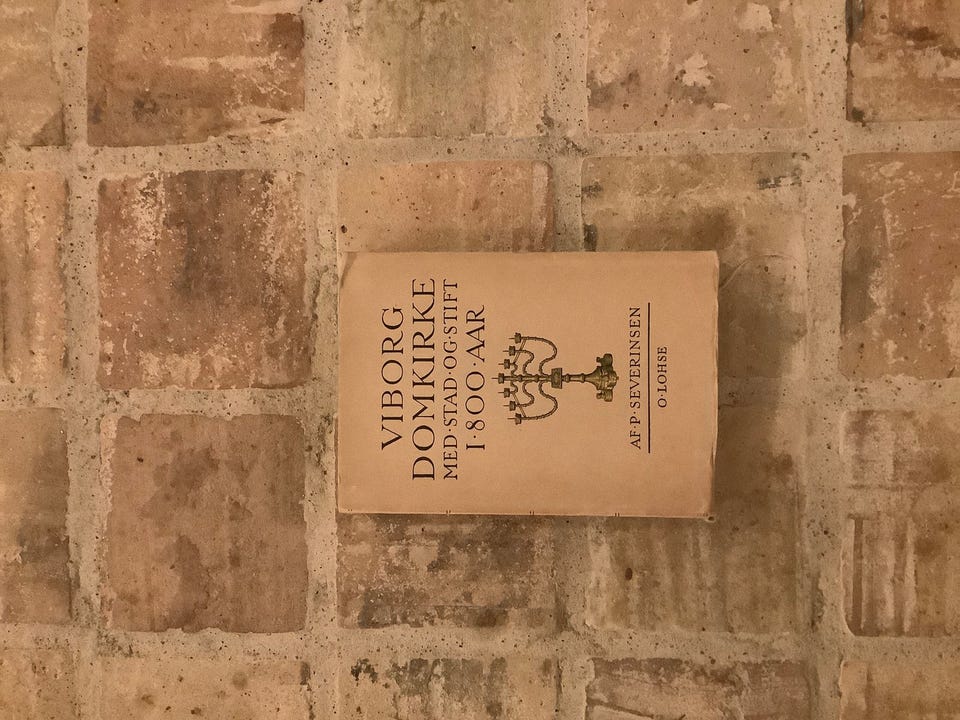 VIBORG
DOMKIRKE
MED·STAD·OG·STIFT
I·800·AAR
AF·P·SEVERINSEN
O·LOHSE